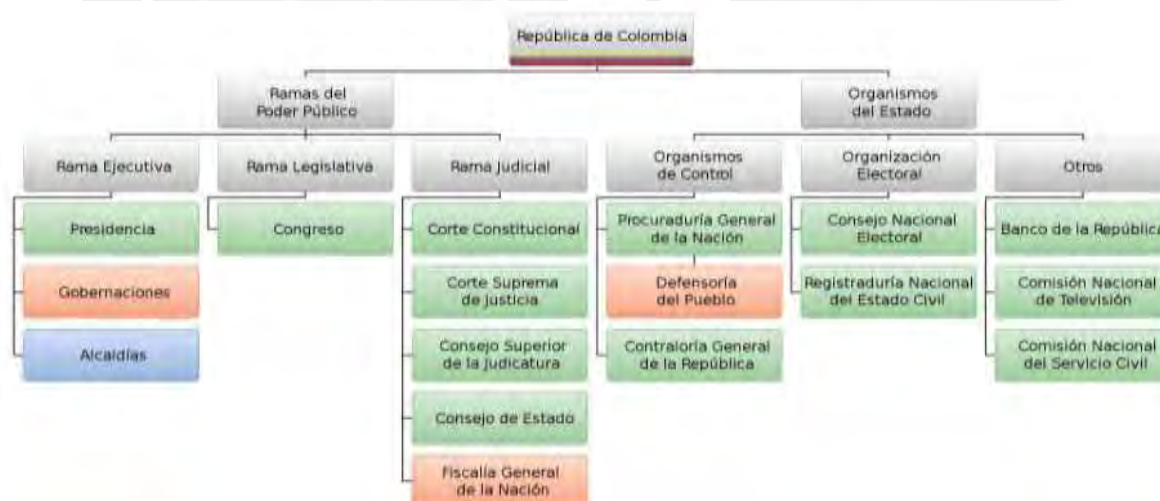 República de Colombia
Ramas del
Poder Público
Organismos
del Estado
Rama Ejecutiva
Rama Legislativa
Rama Judicial
Organismos
de Control
Organización
Electoral
Otros
Presidencia
Gobernaciones
Alcaldías
Congreso
Corte Constitucional
Corte Suprema
de Justicia
Consejo Superior
de la Judicatura
Consejo de Estado
Fiscalía General
de la Nación
Procuraduría General
de la Nación
Defensoría
del Pueblo
Contraloría General
de la República
Consejo Nacional
Electoral
Registraduría Nacional
del Estado Civil
Banco de la República
Comisión Nacional
de Televisión
Comisión Nacional
del Servicio Civil